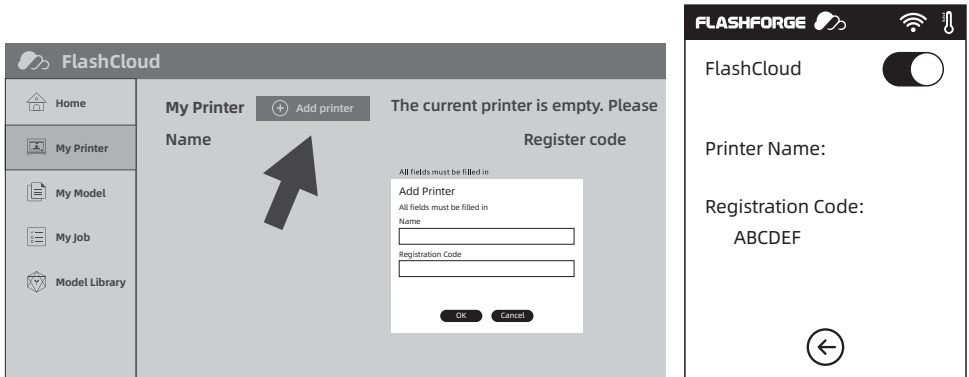 FlashCloud
Home
My Printer
My Model
My Job
Model Library
My Printer
Add printer
The current printer is empty. Please
Name
Register code
All fields must be filled in
Add Printer
All fields must be filled in
Name
Registration Code
OK
Cancel
FLASHFORGE
FlashCloud
Printer Name:
Registration Code:
ABCDEF